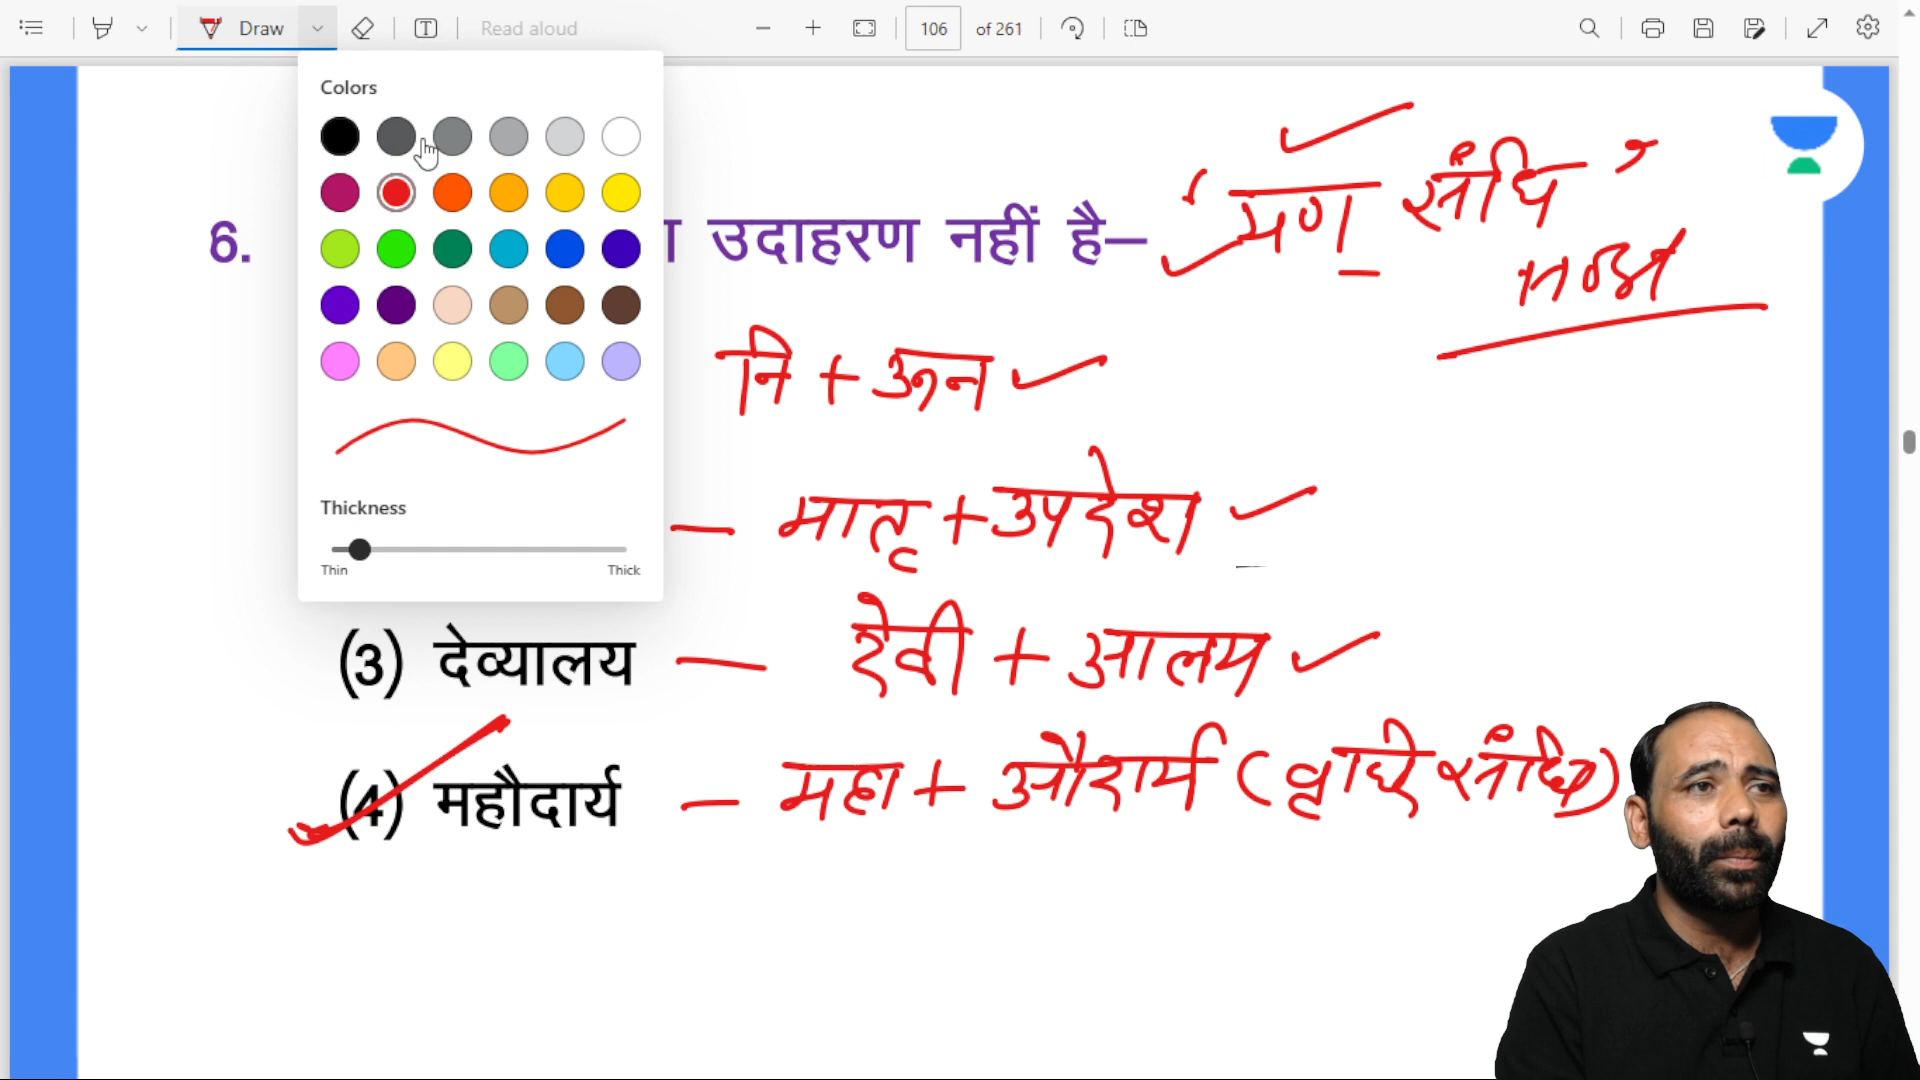 Draw
Read aloud
106 of 261
Colors
6. उदाहरण नहीं है–
यण संधि
नि + ऊन
Thickness
Thin Thick
– मातृ + उपदेश
(3) देव्यालय – देवी + आलय
(4) महौदार्य – महा + औदार्य (वृद्धि संधि)